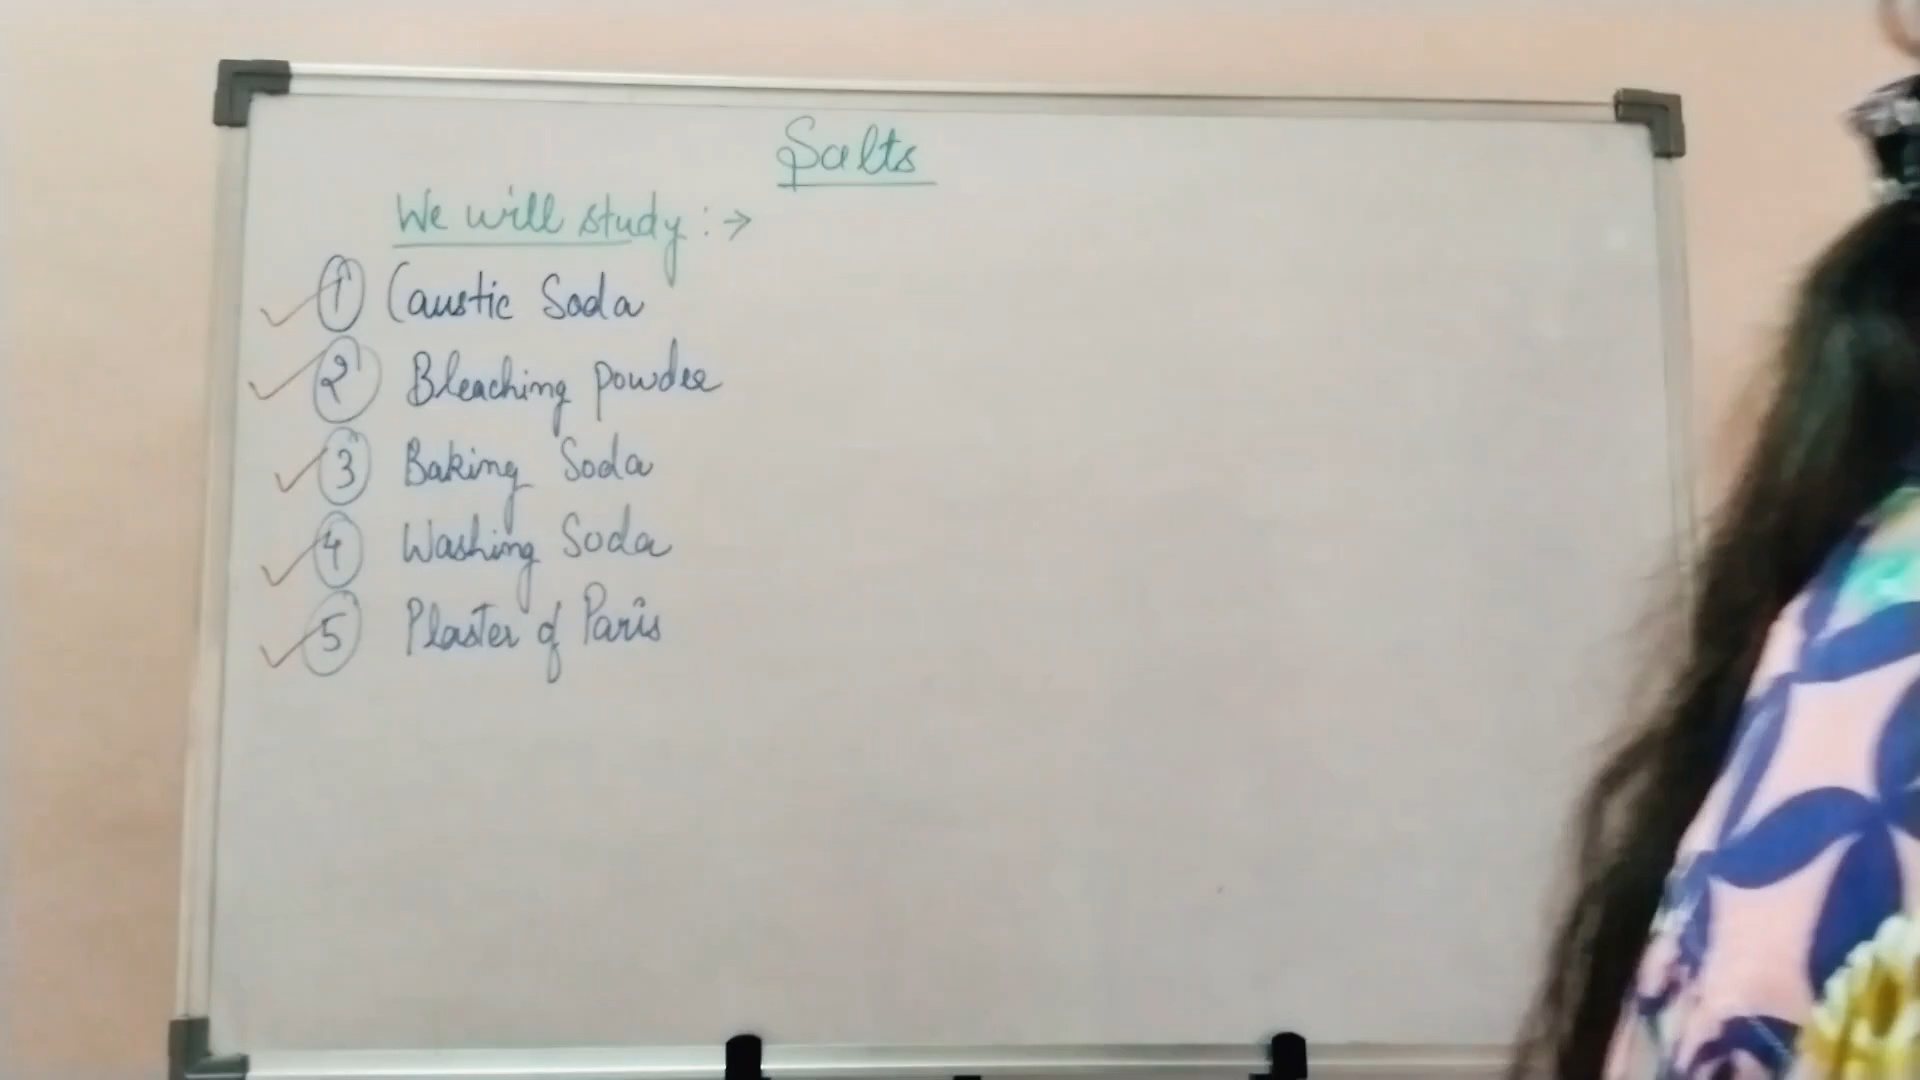 Salts
We will study :→
✓ 1 Caustic Soda
✓ 2 Bleaching powder
✓ 3 Baking Soda
✓ 4 Washing Soda
✓ 5 Plaster of Paris